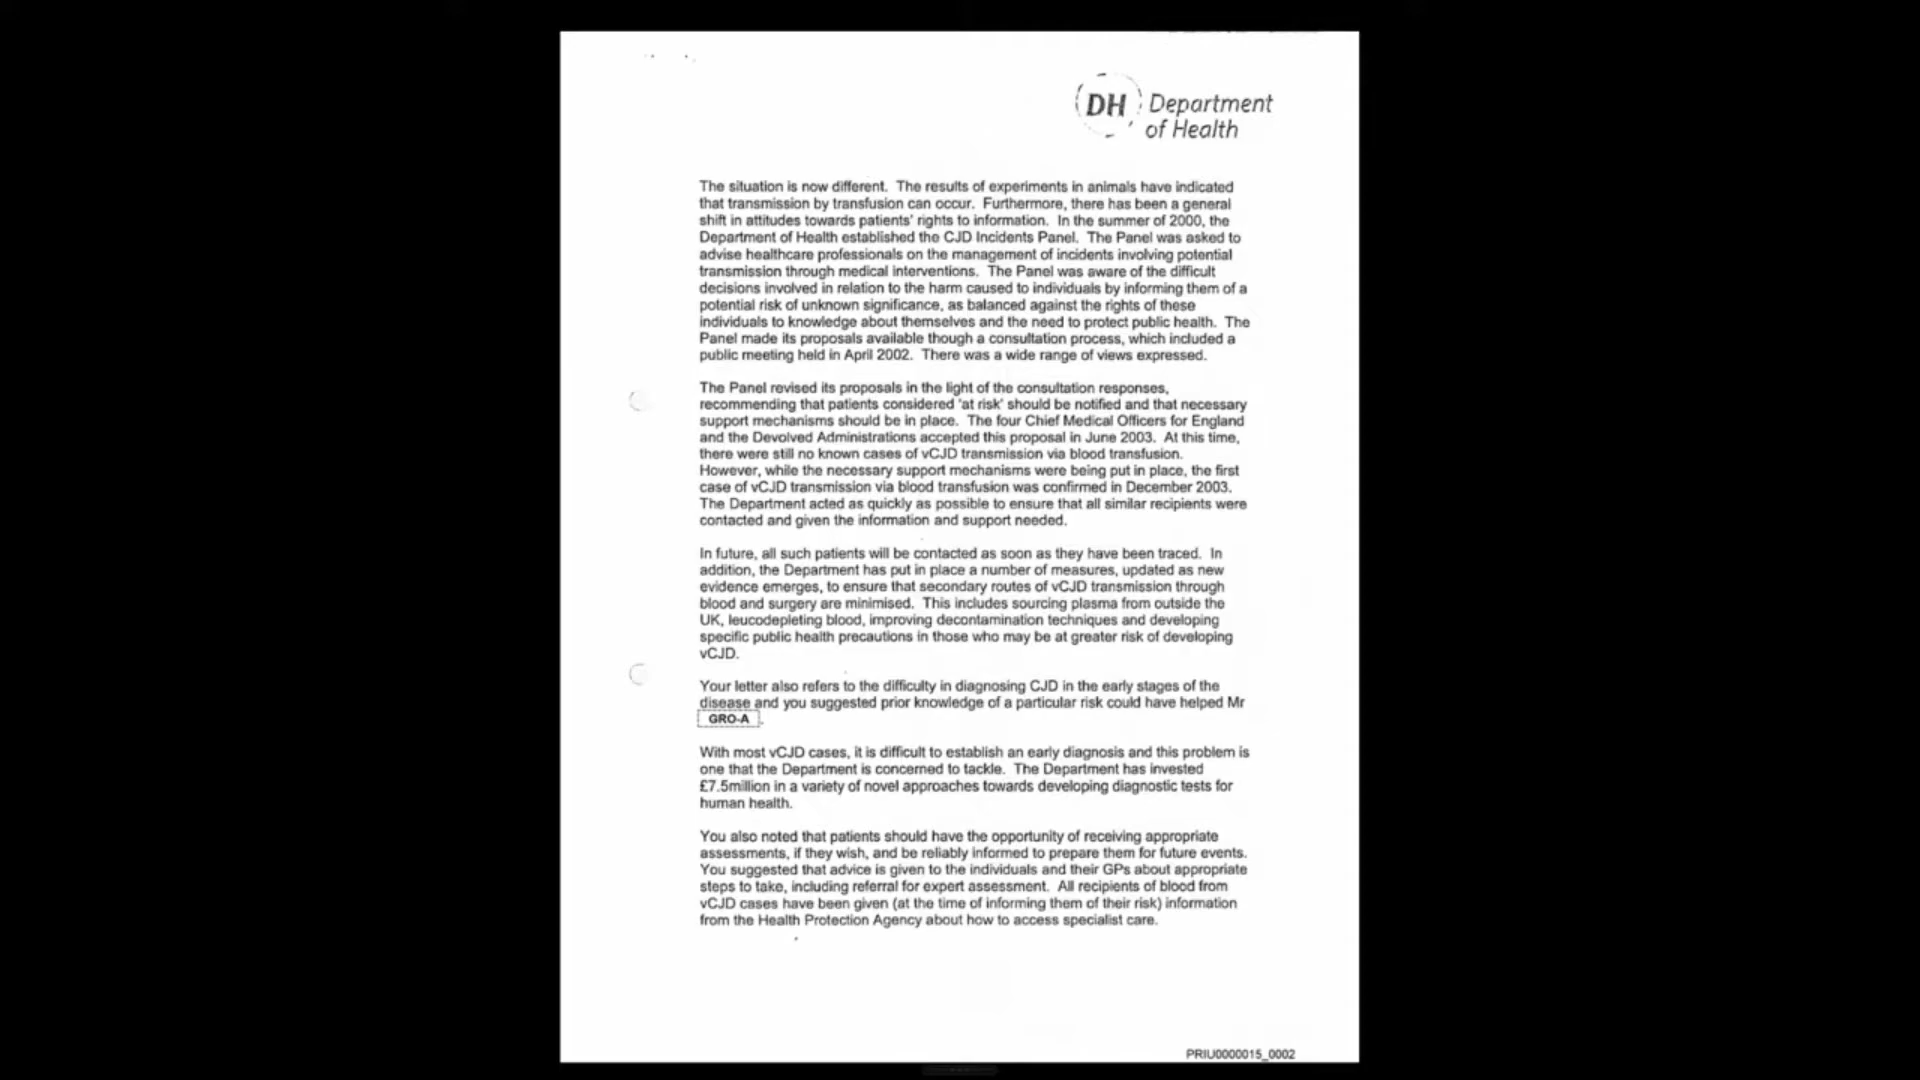 DH Department
of Health
The situation is now different. The results of experiments in animals have indicated
that transmission by transfusion can occur. Furthermore, there has been a general
shift in attitudes towards patients' rights to information. In the summer of 2000, the
Department of Health established the CJD Incidents Panel. The Panel was asked to
advise healthcare professionals on the management of incidents involving potential
transmission through medical interventions. The Panel was aware of the difficult
decisions involved in relation to the harm caused to individuals by informing them of a
potential risk of unknown significance, as balanced against the rights of these
individuals to knowledge about themselves and the need to protect public health. The
Panel made its proposals available though a consultation process, which included a
public meeting held in April 2002. There was a wide range of views expressed.
The Panel revised its proposals in the light of the consultation responses,
recommending that patients considered 'at risk' should be notified and that necessary
support mechanisms should be in place. The four Chief Medical Officers for England
and the Devolved Administrations accepted this proposal in June 2003. At this time,
there were still no known cases of vCJD transmission via blood transfusion.
However, while the necessary support mechanisms were being put in place, the first
case of vCJD transmission via blood transfusion was confirmed in December 2003.
The Department acted as quickly as possible to ensure that all similar recipients were
contacted and given the information and support needed.
In future, all such patients will be contacted as soon as they have been traced. In
addition, the Department has put in place a number of measures, updated as new
evidence emerges, to ensure that secondary routes of vCJD transmission through
blood and surgery are minimised. This includes sourcing plasma from outside the
UK, leucodepleting blood, improving decontamination techniques and developing
specific public health precautions in those who may be at greater risk of developing
vCJD.
Your letter also refers to the difficulty in diagnosing CJD in the early stages of the
disease and you suggested prior knowledge of a particular risk could have helped Mr
GRO-A.
With most vCJD cases, it is difficult to establish an early diagnosis and this problem is
one that the Department is concerned to tackle. The Department has invested
£7.5million in a variety of novel approaches towards developing diagnostic tests for
human health.
You also noted that patients should have the opportunity of receiving appropriate
assessments, if they wish, and be reliably informed to prepare them for future events.
You suggested that advice is given to the individuals and their GPs about appropriate
steps to take, including referral for expert assessment. All recipients of blood from
vCJD cases have been given (at the time of informing them of their risk) information
from the Health Protection Agency about how to access specialist care.
PRIU0000015_0002